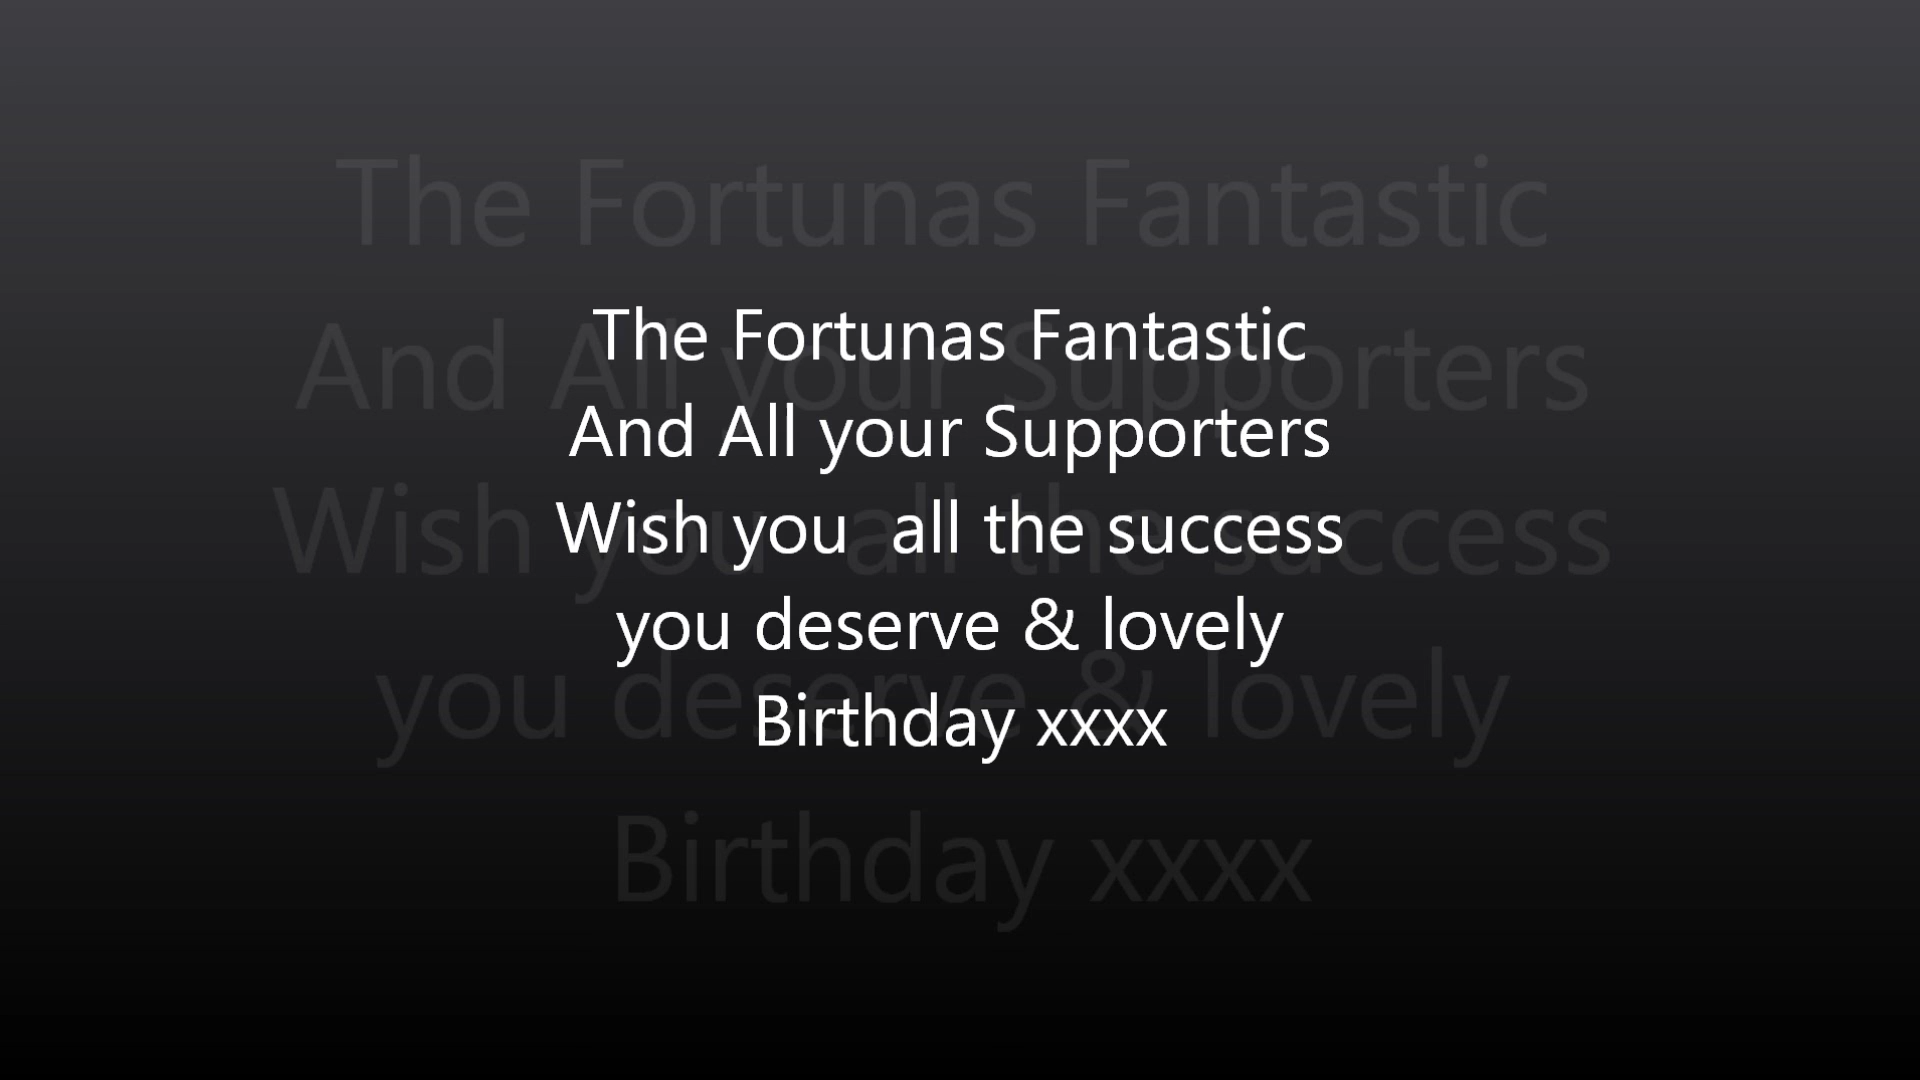 The Fortunas Fantastic
And All your Supporters
Wish you  all the success
you deserve & lovely
Birthday xxxx